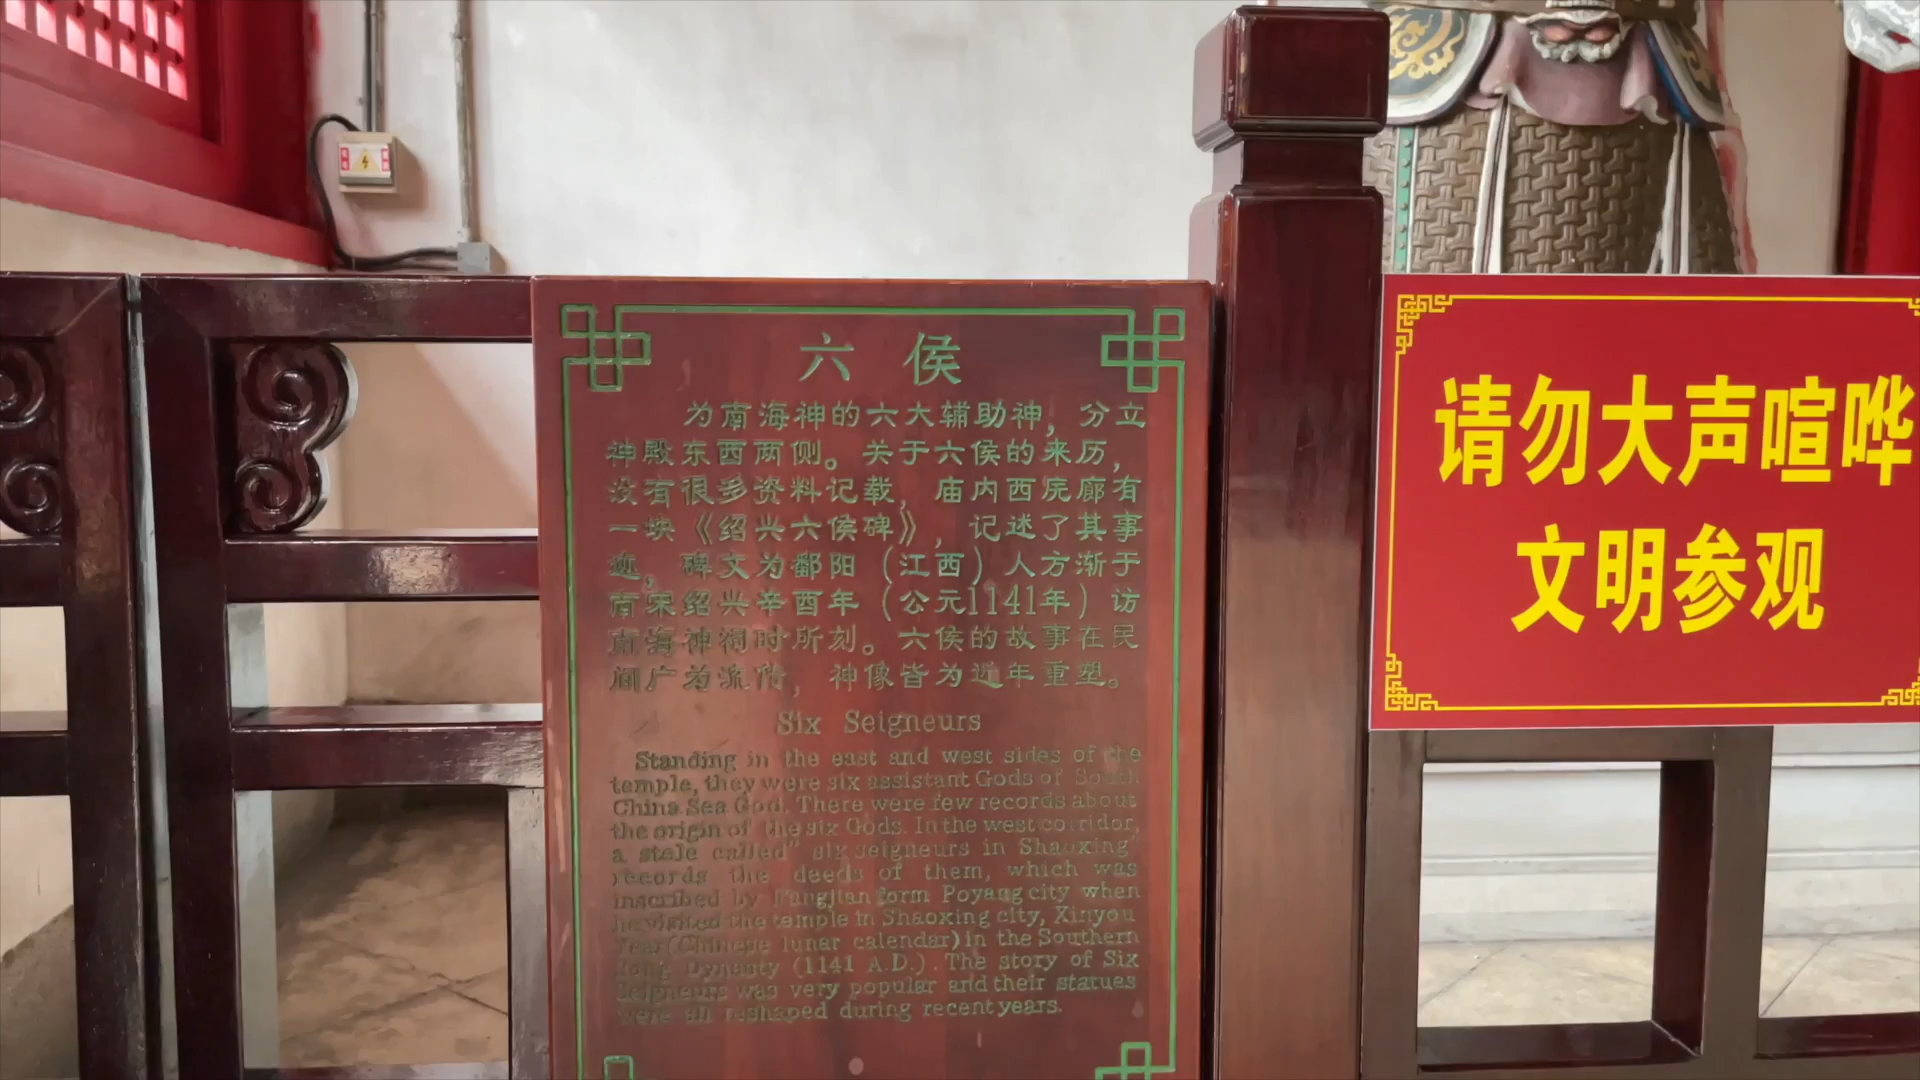 六侯
为南海神的六大辅助神，分立
神殿东西两侧。关于六侯的来历，
没有很多资料记载，庙内西庑廊有
一块《绍兴六侯碑》，记述了其事
迹，碑文为鄱阳（江西）人方渐于
南宋绍兴辛酉年（公元1141年）访
南海神祠时所刻。六侯的故事在民
间广为流传，神像皆为近年重塑。
Six Seigneurs
Standing in the east and west sides of the
temple, they were six assistant Gods of South
China Sea God. There were few records about
the origin of the six Gods. In the west corridor,
a stele called" six seigneurs in Shaoxing"
records the deeds of them, which was
inscribed by Fangjian form Poyang city when
he visited the temple in Shaoxing city, Xinyou
Year (Chinese lunar calendar) in the Southern
Song Dynasty (1141 A.D.). The story of Six
Seigneurs was very popular and their statues
were all reshaped during recent years.
请勿大声喧哗
文明参观